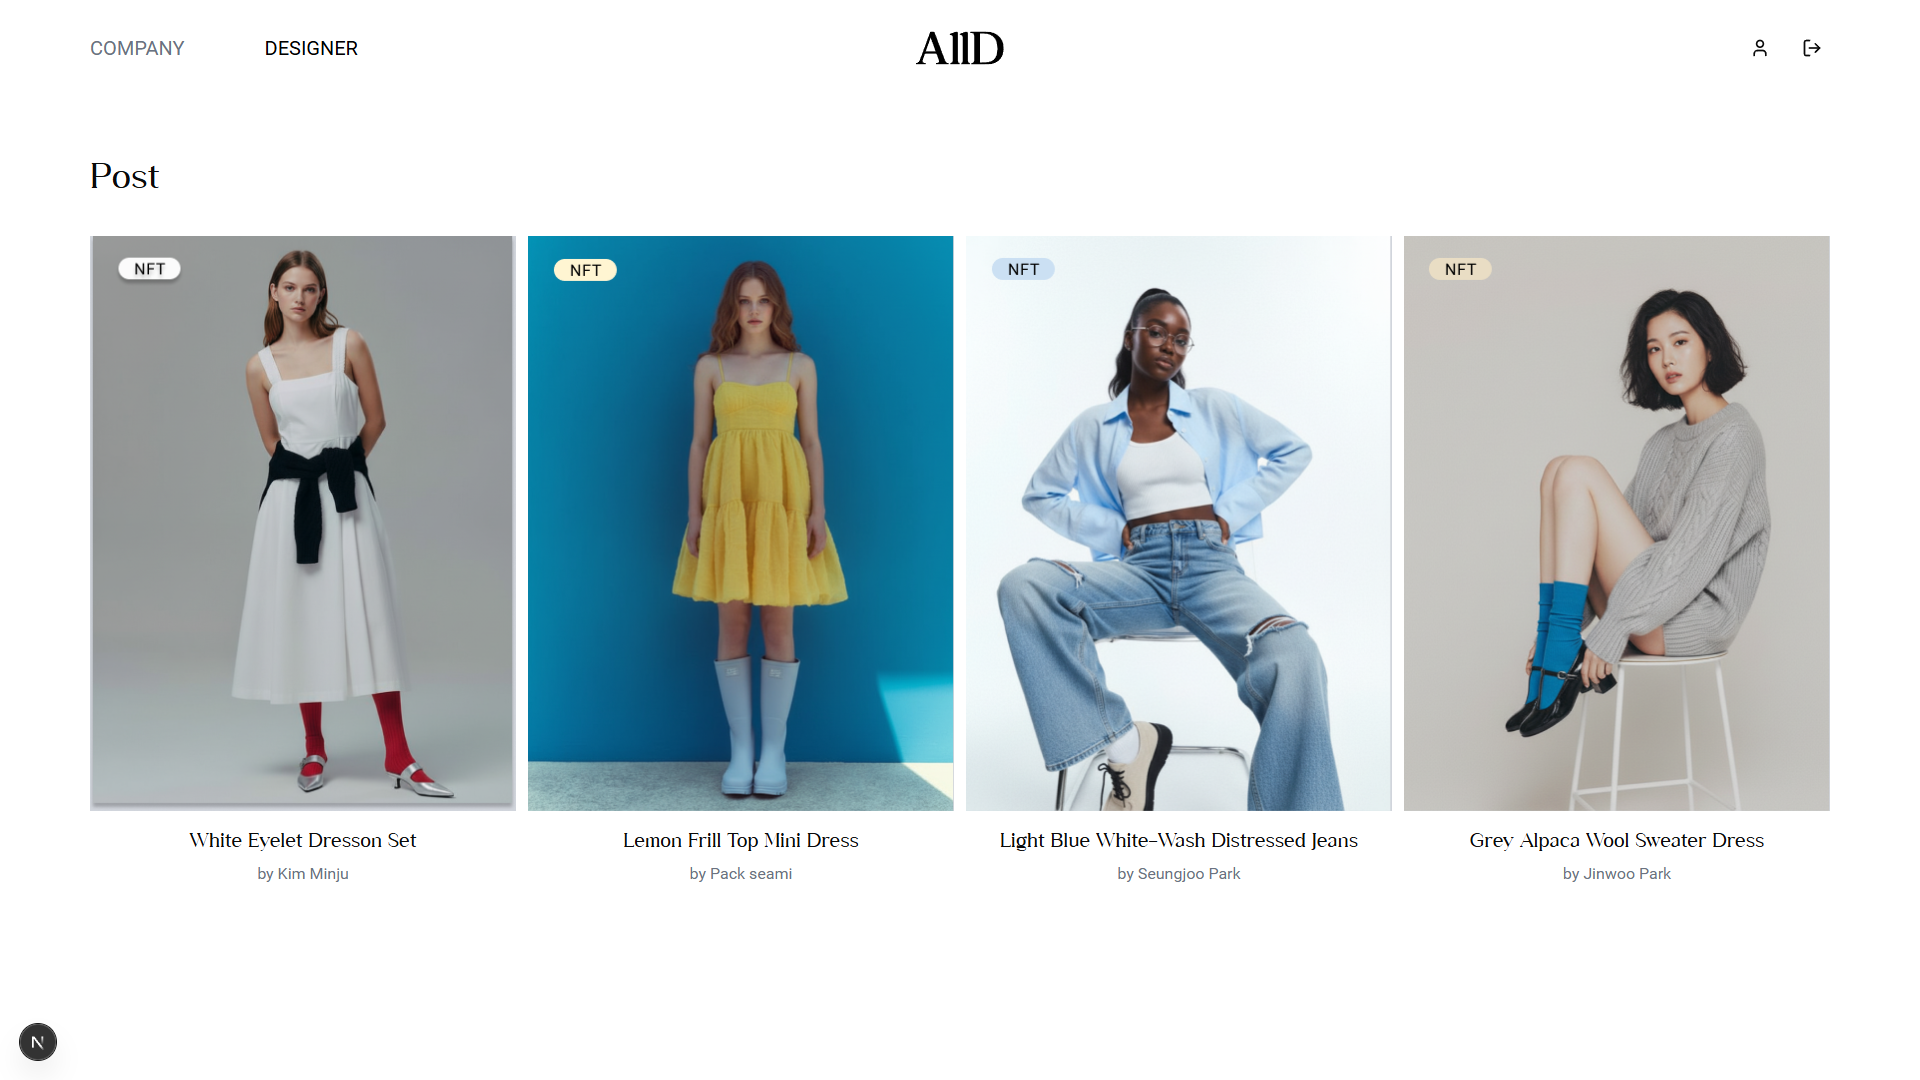 COMPANY
DESIGNER
AllD
Post
NFT
NFT
NFT
NFT
White Eyelet Dresson Set
by Kim Minju
Lemon Frill Top Mini Dress
by Pack seami
Light Blue White-Wash Distressed Jeans
by Seungjoo Park
Grey Alpaca Wool Sweater Dress
by Jinwoo Park
N